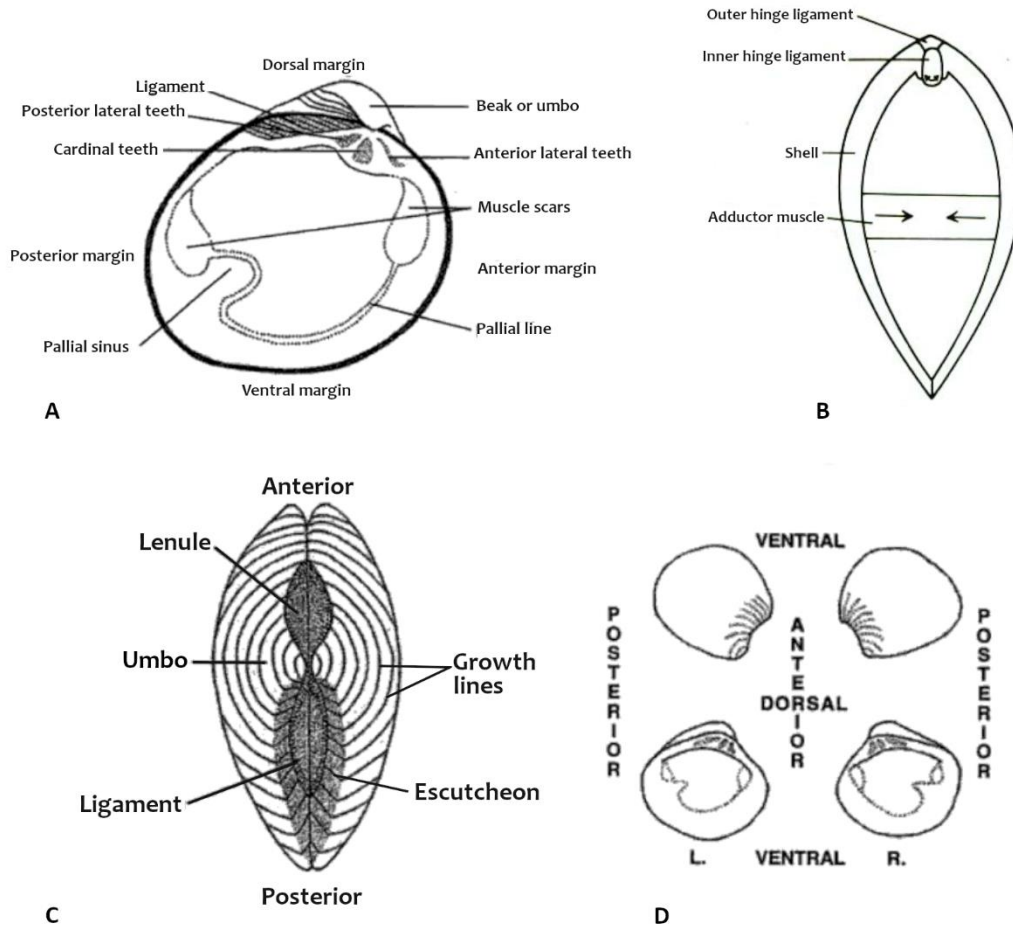 Dorsal margin
Ligament
Posterior lateral teeth
Cardinal teeth
Beak or umbo
Anterior lateral teeth
Muscle scars
Posterior margin
Anterior margin
Pallial sinus
Pallial line
Ventral margin
A
Outer hinge ligament
Inner hinge ligament
Shell
Adductor muscle
B
Anterior
Lenule
Umbo
Growth
lines
Ligament
Escutcheon
Posterior
C
VENTRAL
POSTERIOR
ANTERIOR
DORSAL
POSTERIOR
L.
VENTRAL
R.
D